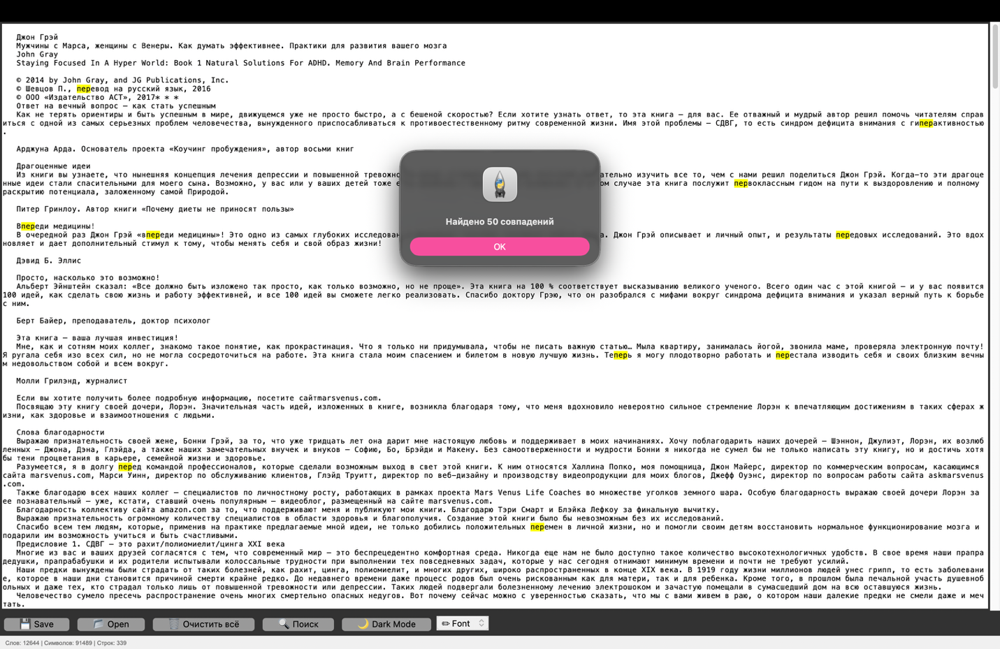 Джон Грэй
Мужчины с Марса, женщины с Венеры. Как думать эффективнее. Практики для развития вашего мозга
John Gray
Staying Focused In A Hyper World: Book 1 Natural Solutions For ADHD. Memory And Brain Performance
© 2014 by John Gray, and JG Publications, Inc.
© Шевцов П., перевод на русский язык, 2016
© ООО «Издательство АСТ», 2017* * *
Ответ на вечный вопрос – как стать успешным
Как не терять ориентиры и быть успешным в мире, движущемся уже не просто быстро, а с бешеной скоростью? Если хотите узнать ответ, то эта книга – для вас. Ее отважный и мудрый автор решил помочь читателям справ
иться с одной из самых серьезных проблем человечества, вынужденного приспосабливаться к противоестественному ритму современной жизни. Имя этой проблемы – СДВГ, то есть синдром дефицита внимания с гиперактивностью
.
Арджуна Арда. Основатель проекта «Коучинг пробуждения», автор восьми книг
Драгоценные идеи
Из книги вы узнаете, что нынешняя концепция лечения депрессии и повышенной тревожно ательно изучить все то, чем с нами решил поделиться Джон Грэй. Когда-то эти драгоце
нные идеи стали спасительными для моего сына. Возможно, у вас или у ваших детей тоже е ом случае эта книга послужит первоклассным гидом на пути к выздоровлению и полному
раскрытию потенциала, заложенному самой Природой.
Питер Гринлоу. Автор книги «Почему диеты не приносят пользы»
Впереди медицины!
В очередной раз Джон Грэй «впереди медицины»! Это одно из самых глубоких исследован а. Джон Грэй описывает и личный опыт, и результаты передовых исследований. Это вдох
новляет и дает дополнительный стимул к тому, чтобы менять себя и свой образ жизни!
Дэвид Б. Эллис
Просто, насколько это возможно!
Альберт Эйнштейн сказал: «Все должно быть изложено так просто, как только возможно, но не проще». Эта книга на 100 % соответствует высказыванию великого ученого. Всего один час с этой книгой – и у вас появится
100 идей, как сделать свою жизнь и работу эффективней, и все 100 идей вы сможете легко реализовать. Спасибо доктору Грэю, что он разобрался с мифами вокруг синдрома дефицита внимания и указал верный путь к борьбе
с ним.
Берт Байер, преподаватель, доктор психолог
Эта книга – ваша лучшая инвестиция!
Мне, как и сотням моих коллег, знакомо такое понятие, как прокрастинация. Что я только ни придумывала, чтобы не писать важную статью… Мыла квартиру, занималась йогой, звонила маме, проверяла электронную почту!
Я ругала себя изо всех сил, но не могла сосредоточиться на работе. Эта книга стала моим спасением и билетом в новую лучшую жизнь. Теперь я могу плодотворно работать и перестала изводить себя и своих близким вечны
м недовольством собой и всем вокруг.
Молли Грилэнд, журналист
Если вы хотите получить более подробную информацию, посетите сайтmarsvenus.com.
Посвящаю эту книгу своей дочери, Лорэн. Значительная часть идей, изложенных в книге, возникла благодаря тому, что меня вдохновило невероятно сильное стремление Лорэн к впечатляющим достижениям в таких сферах ж
изни, как здоровье и взаимоотношения с людьми.
Слова благодарности
Выражаю признательность своей жене, Бонни Грэй, за то, что уже тридцать лет она дарит мне настоящую любовь и поддерживает в моих начинаниях. Хочу поблагодарить наших дочерей – Шэннон, Джулиэт, Лорэн, их возлюб
ленных – Джона, Дэна, Глэйда, а также наших замечательных внучек и внуков – Софию, Бо, Брэйди и Макену. Без самоотверженности и мудрости Бонни я никогда не сумел бы не только написать эту книгу, но и достичь хотя
бы тени процветания в карьере, семейной жизни и здоровье.
Разумеется, я в долгу перед командой профессионалов, которые сделали возможным выход в свет этой книги. К ним относятся Халлина Попко, моя помощница, Джон Майерс, директор по коммерческим вопросам, касающимся
сайта marsvenus.com, Марси Уинн, директор по обслуживанию клиентов, Глэйд Труитт, директор по веб-дизайну и производству видеопродукции для моих блогов, Джефф Оуэнс, директор по вопросам работы сайта askmarsvenus
.com.
Также благодарю всех наших коллег – специалистов по личностному росту, работающих в рамках проекта Mars Venus Life Coaches во множестве уголков земного шара. Особую благодарность выражаю своей дочери Лорэн за
ее познавательный – уже, кстати, ставший очень популярным – видеоблог, размещенный на сайте marsvenus.com.
Благодарность коллективу сайта amazon.com за то, что поддерживают меня и публикуют мои книги. Благодарю Тэри Смарт и Блэйка Лефкоу за финальную вычитку.
Выражаю признательность огромному количеству специалистов в области здоровья и благополучия. Создание этой книги было бы невозможным без их исследований.
Спасибо всем тем людям, которые, применив на практике предлагаемые мной идеи, не только добились положительных перемен в личной жизни, но и помогли своим детям восстановить нормальное функционирование мозга и
подарили им возможность учиться и быть счастливыми.
Предисловие 1. СДВГ – это рахит/полиомиелит/цинга XXI века
Многие из вас и ваших друзей согласятся с тем, что современный мир – это беспрецедентно комфортная среда. Никогда еще нам не было доступно такое количество высокотехнологичных удобств. В свое время наши прапра
дедушки, прапрабабушки и их родители испытывали колоссальные трудности при выполнении тех повседневных задач, которые у нас сегодня отнимают минимум времени и почти не требуют усилий.
Наши предки вынуждены были страдать от таких болезней, как рахит, цинга, полиомиелит, и многих других, широко распространенных в конце XIX века. В 1919 году жизни миллионов людей унес грипп, то есть заболевани
е, которое в наши дни становится причиной смерти крайне редко. До недавнего времени даже процесс родов был очень рискованным как для матери, так и для ребенка. Кроме того, в прошлом была печальной участь душевноб
ольных и даже тех, кто страдал только лишь от повышенной тревожности или депрессии. Таких людей подвергали болезненному лечению электрошоком и зачастую помещали в сумасшедший дом на всю оставшуюся жизнь.
Человечество сумело пресечь распространение очень многих смертельно опасных недугов. Вот почему сейчас можно с уверенностью сказать, что мы с вами живем в раю, о котором наши далекие предки не смели даже и меч
тать.
Найдено 50 совпадений
OK
Save
Open
Очистить всё
Поиск
Dark Mode
Font
Слов: 12644 | Символов: 91489 | Строк: 339